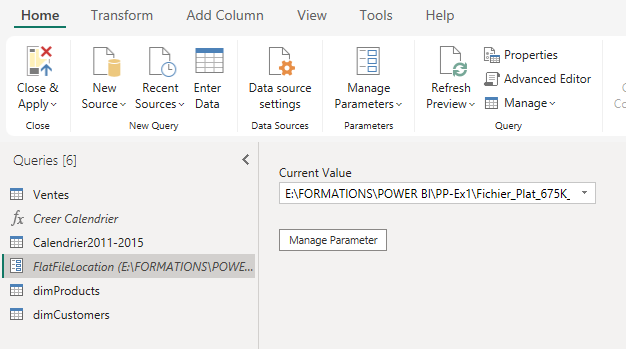 Home Transform Add Column View Tools Help
Close &
Apply
New
Source
Recent
Sources
Enter
Data
Data source
settings
Manage
Parameters
Refresh
Preview
Properties
Advanced Editor
Manage
Close
New Query
Data Sources
Parameters
Query
Queries [6]
Ventes
fx Creer Calendrier
Calendrier2011-2015
FlatFileLocation (E:\FORMATIONS\POWE...
dimProducts
dimCustomers
Current Value
E:\FORMATIONS\POWER BI\PP-Ex1\Fichier_Plat_675K_
Manage Parameter